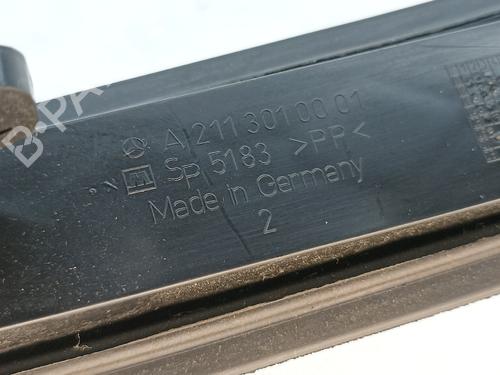 A 211 301 00 01
Sp 5183 >PP<
Made in Germany
2